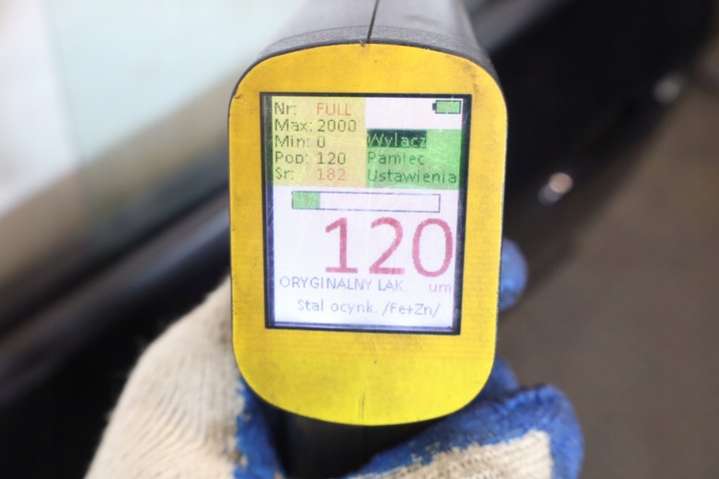 Nr: FULL
Max: 2000
Min: 0
Pop: 120
Sr: 182
Wylacz
Pamiec
Ustawienia
120
ORYGINALNY LAK. um
Stal ocynk. /Fe+Zn/